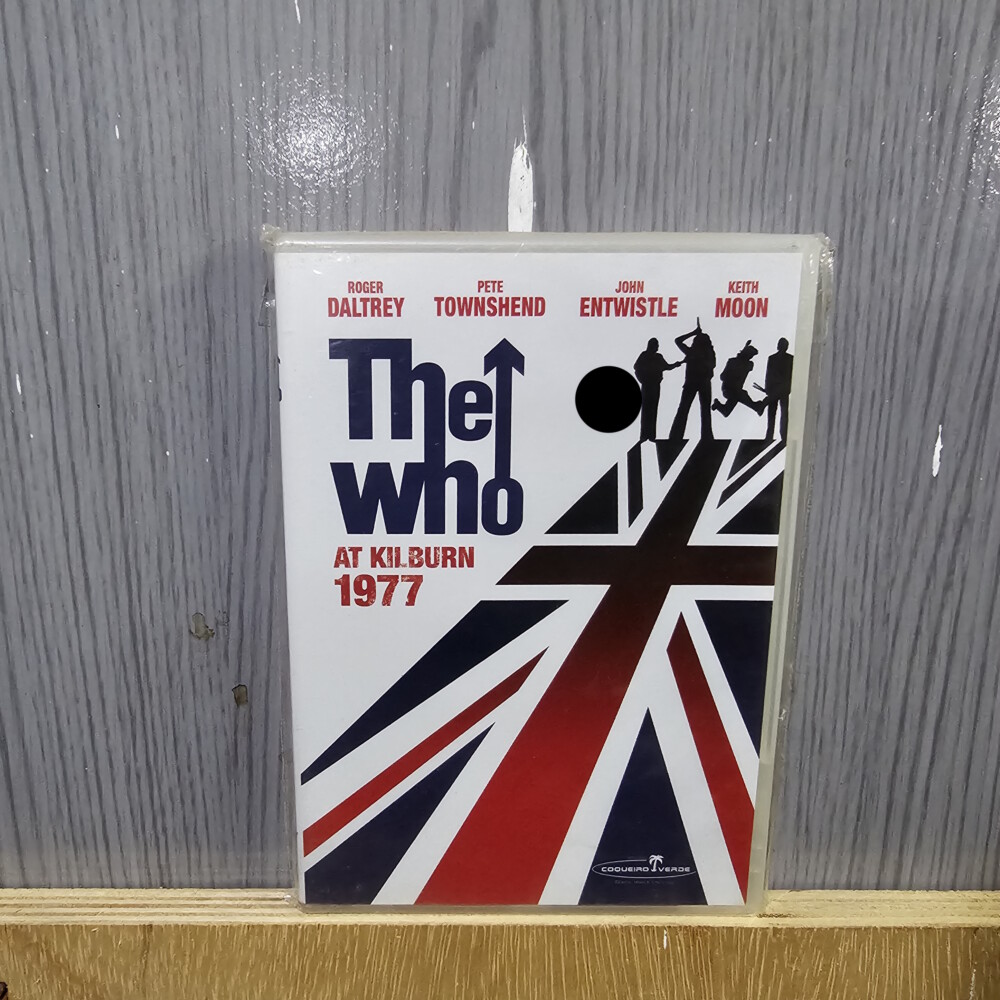 ROGER DALTREY
PETE TOWNSHEND
JOHN ENTWISTLE
KEITH MOON
The
who
AT KILBURN
1977
COQUEIRO VERDE